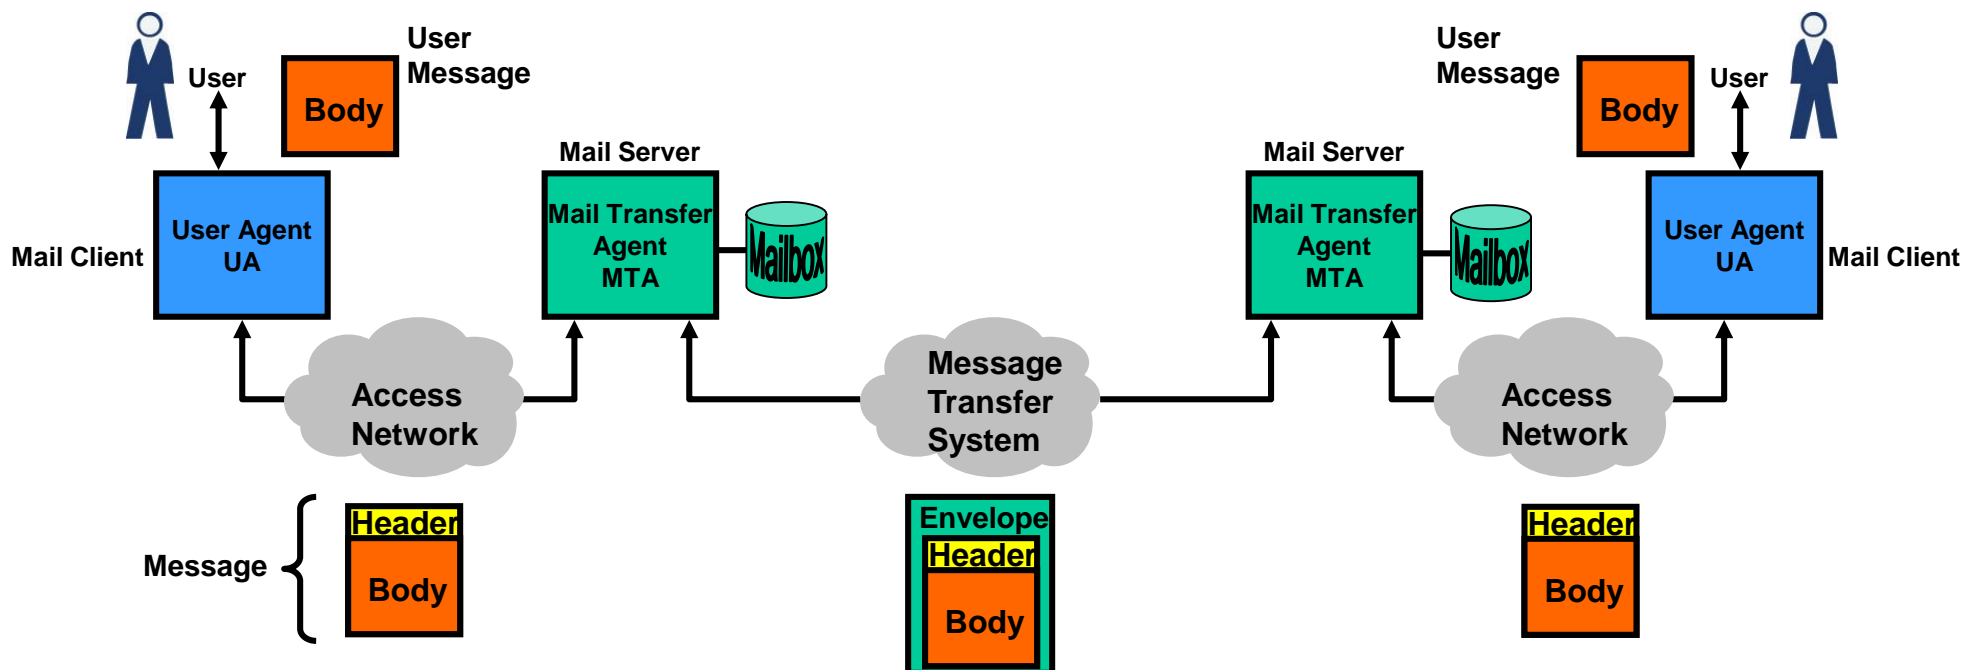 User
Message
User
Body
Mail Server
Mail Transfer
Agent
MTA
Mailbox
User Agent
UA
Mail Client
User
Message
User
Body
Mail Server
Mail Transfer
Agent
MTA
Mailbox
User Agent
UA
Mail Client
Access
Network
Message
Transfer
System
Access
Network
Message
Header
Body
Envelope
Header
Body
Header
Body